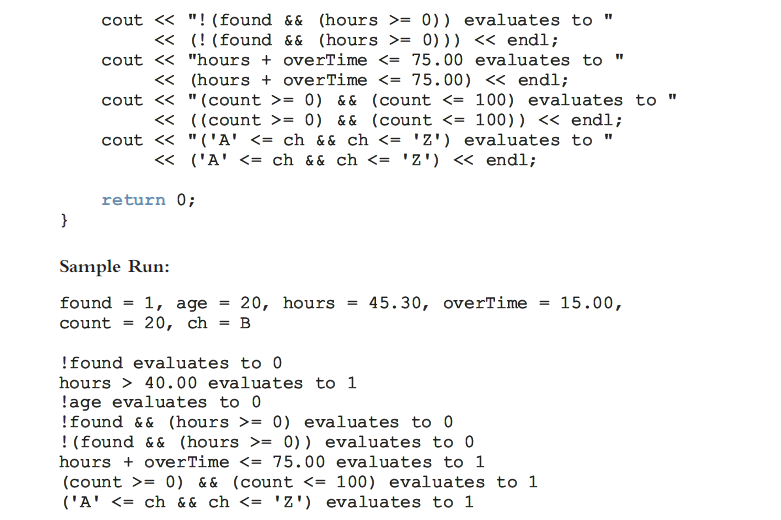 cout << "!(found && (hours >= 0)) evaluates to "
<< (!(found && (hours >= 0))) << endl;
cout << "hours + overTime <= 75.00 evaluates to "
<< (hours + overTime <= 75.00) << endl;
cout << "(count >= 0) && (count <= 100) evaluates to "
<< ((count >= 0) && (count <= 100)) << endl;
cout << "('A' <= ch && ch <= 'Z') evaluates to "
<< ('A' <= ch && ch <= 'Z') << endl;
return 0;
}
Sample Run:
found = 1, age = 20, hours = 45.30, overTime = 15.00,
count = 20, ch = B
!found evaluates to 0
hours > 40.00 evaluates to 1
!age evaluates to 0
!found && (hours >= 0) evaluates to 0
!(found && (hours >= 0)) evaluates to 0
hours + overTime <= 75.00 evaluates to 1
(count >= 0) && (count <= 100) evaluates to 1
('A' <= ch && ch <= 'Z') evaluates to 1